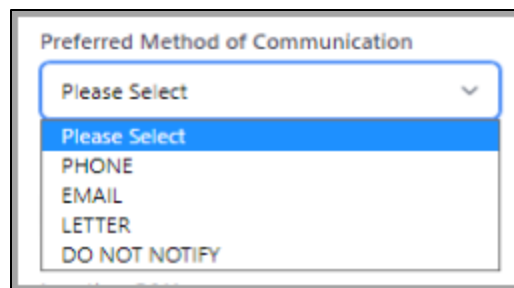 Preferred Method of Communication
Please Select
Please Select
PHONE
EMAIL
LETTER
DO NOT NOTIFY